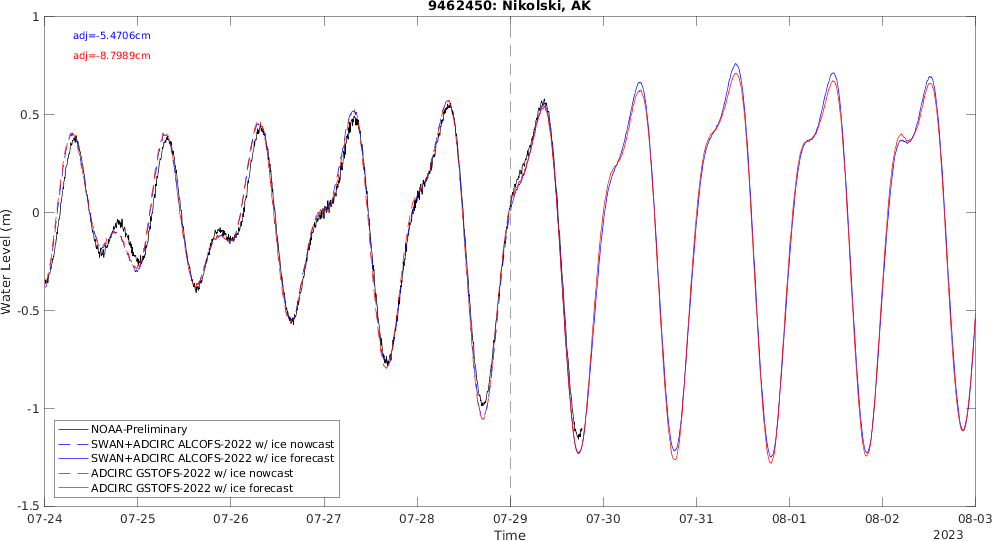 9462450: Nikolski, AK
adj=-5.4706cm
adj=-8.7989cm
1
0.5
0
-0.5
-1
-1.5
Water Level (m)
NOAA-Preliminary
SWAN+ADCIRC ALCOFS-2022 w/ ice nowcast
SWAN+ADCIRC ALCOFS-2022 w/ ice forecast
ADCIRC GSTOFS-2022 w/ ice nowcast
ADCIRC GSTOFS-2022 w/ ice forecast
07-24 07-25 07-26 07-27 07-28 07-29 07-30 07-31 08-01 08-02 08-03
Time
2023